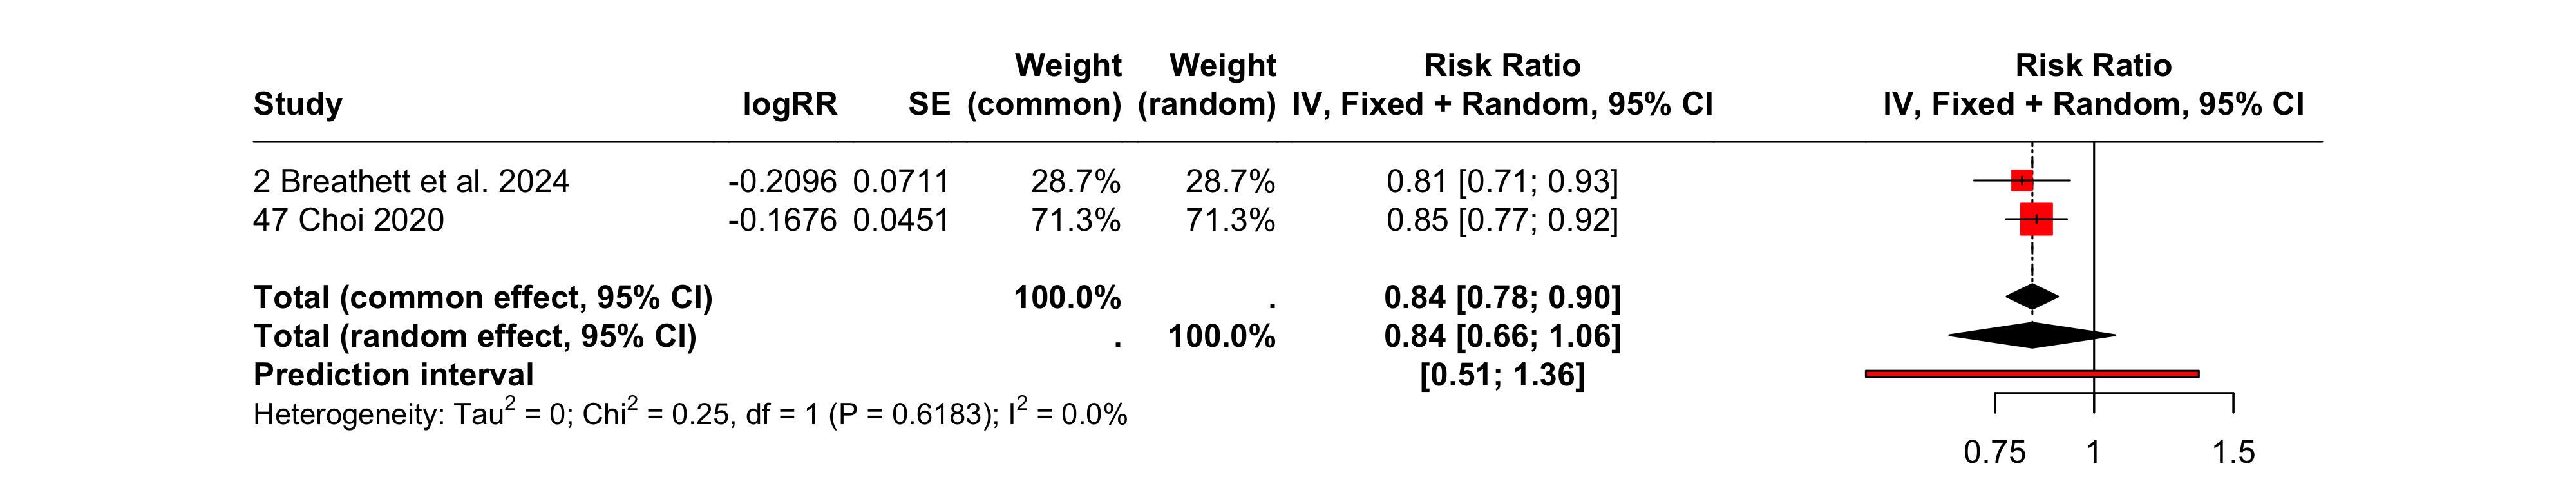 Weight Weight Risk Ratio Risk Ratio
Study logRR SE (common) (random) IV, Fixed + Random, 95% CI IV, Fixed + Random, 95% CI
2 Breathett et al. 2024 -0.2096 0.0711 28.7% 28.7% 0.81 [0.71; 0.93]
47 Choi 2020 -0.1676 0.0451 71.3% 71.3% 0.85 [0.77; 0.92]
Total (common effect, 95% CI) 100.0% . 0.84 [0.78; 0.90]
Total (random effect, 95% CI) . 100.0% 0.84 [0.66; 1.06]
Prediction interval [0.51; 1.36]
Heterogeneity: Tau² = 0; Chi² = 0.25, df = 1 (P = 0.6183); I² = 0.0%
0.75 1 1.5